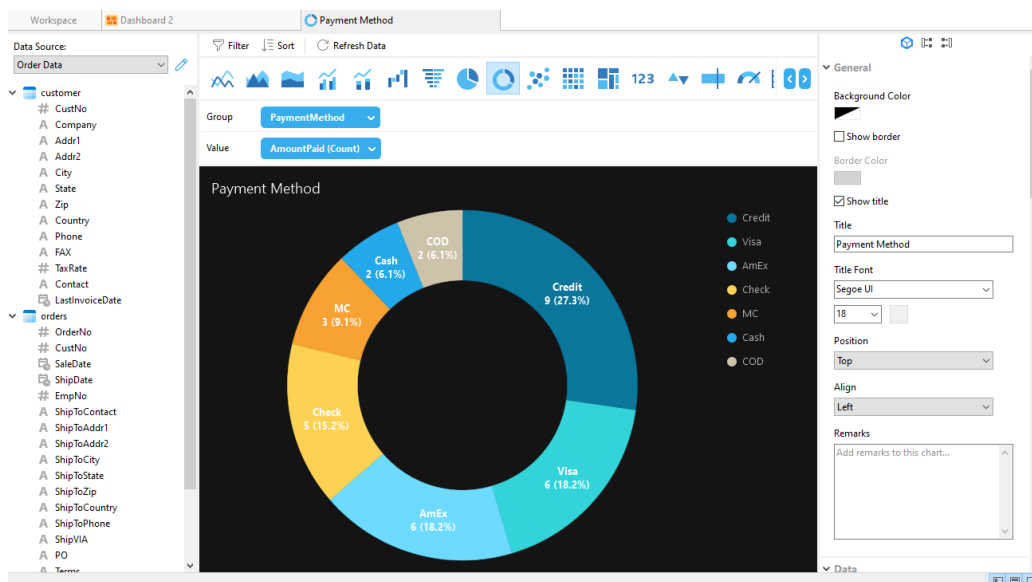 Workspace
Dashboard 2
Payment Method
Data Source:
Order Data
customer
# CustNo
A Company
A Addr1
A Addr2
A City
A State
A Zip
A Country
A Phone
A FAX
# TaxRate
A Contact
LastInvoiceDate
orders
# OrderNo
# CustNo
SaleDate
ShipDate
# EmpNo
A ShipToContact
A ShipToAddr1
A ShipToAddr2
A ShipToCity
A ShipToState
A ShipToZip
A ShipToCountry
A ShipToPhone
A ShipVIA
A PO
A Terms
Filter
Sort
Refresh Data
123
Group
PaymentMethod
Value
AmountPaid (Count)
Payment Method
COD
2 (6.1%)
Cash
2 (6.1%)
Credit
9 (27.3%)
MC
3 (9.1%)
Check
5 (15.2%)
Visa
6 (18.2%)
AmEx
6 (18.2%)
Credit
Visa
AmEx
Check
MC
Cash
COD
General
Background Color
Show border
Border Color
Show title
Title
Payment Method
Title Font
Segoe UI
18
Position
Top
Align
Left
Remarks
Add remarks to this chart...
Data